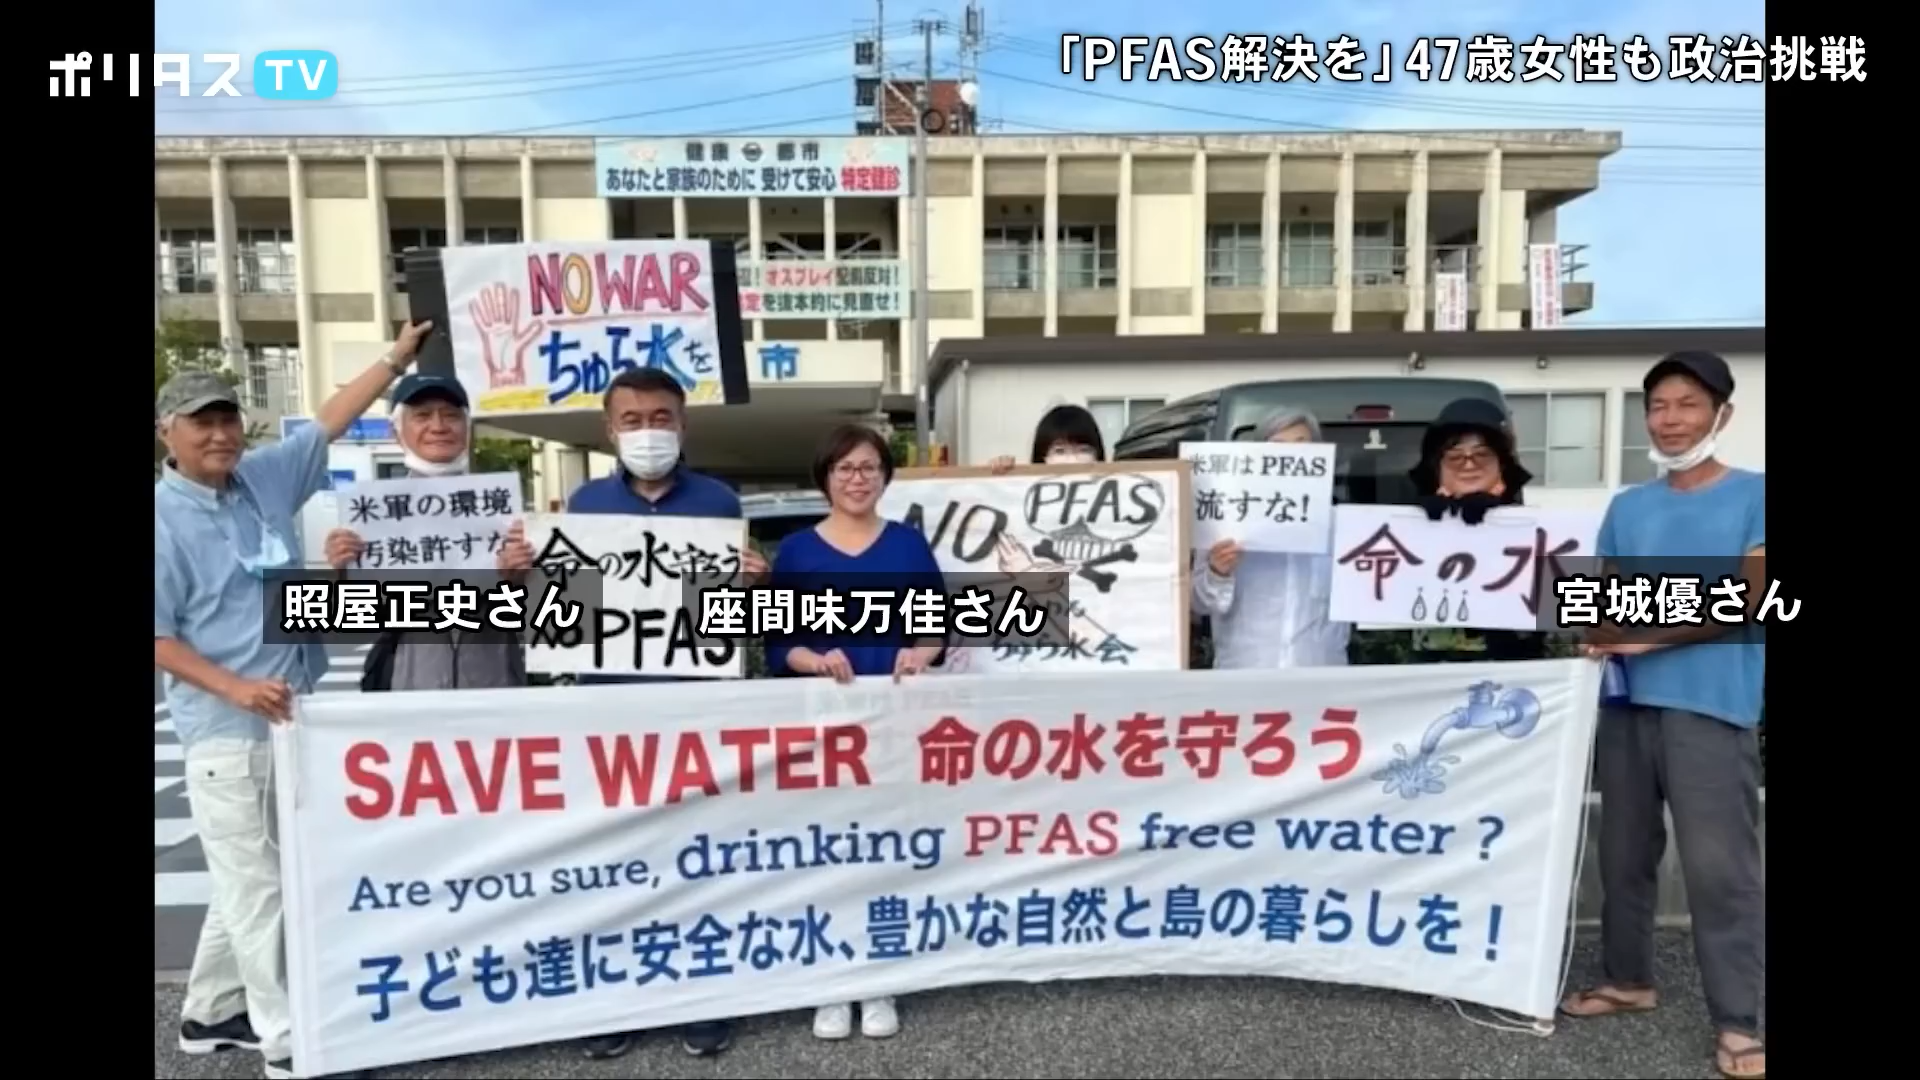 ポリタスTV
「PFAS解決を」47歳女性も政治挑戦
健康都市
あなたと家族のために 受けて安心 特定健診
オスプレイ配備反対!
を抜本的に見直せ!
NO WAR
ちゅら水を
市
米軍の環境
汚染許すな
命の水守ろう
NO PFAS
NO PFAS
ちゅら水会
米軍は PFAS
流すな!
命の水
照屋正史さん
座間味万佳さん
宮城優さん
SAVE WATER 命の水を守ろう
Are you sure, drinking PFAS free water ?
子ども達に安全な水、豊かな自然と島の暮らしを!